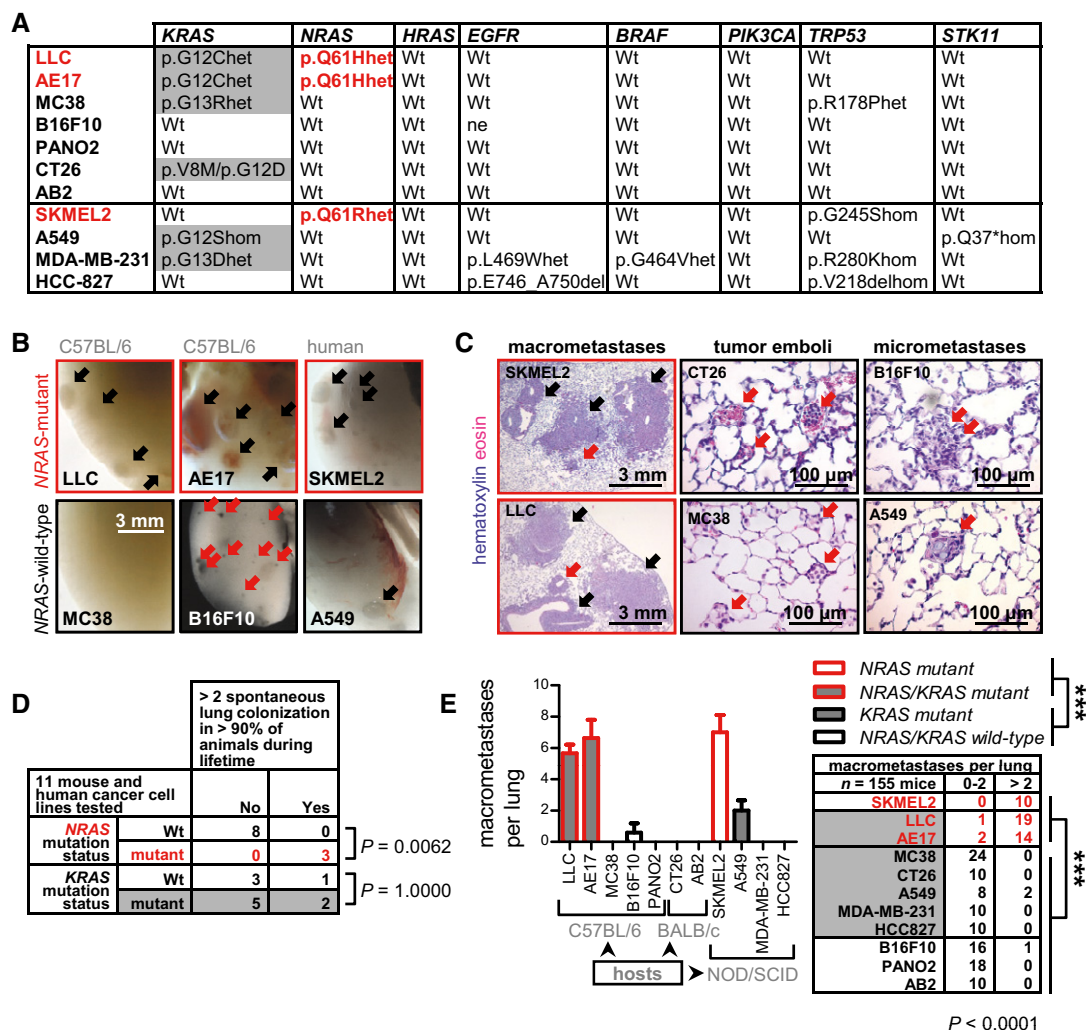 A
KRAS NRAS HRAS EGFR BRAF PIK3CA TRP53 STK11
LLC p.G12Chet p.Q61Hhet Wt Wt Wt Wt Wt Wt
AE17 p.G12Chet p.Q61Hhet Wt Wt Wt Wt Wt Wt
MC38 p.G13Rhet Wt Wt Wt Wt Wt p.R178Phet Wt
B16F10 Wt Wt Wt ne Wt Wt Wt Wt
PANO2 Wt Wt Wt Wt Wt Wt Wt Wt
CT26 p.V8M/p.G12D Wt Wt Wt Wt Wt Wt Wt
AB2 Wt Wt Wt Wt Wt Wt Wt Wt
SKMEL2 Wt p.Q61Rhet Wt Wt Wt Wt p.G245Shom Wt
A549 p.G12Shom Wt Wt Wt Wt Wt Wt p.Q37*hom
MDA-MB-231 p.G13Dhet Wt Wt p.L469Whet p.G464Vhet Wt p.R280Khom Wt
HCC-827 Wt Wt Wt p.E746_A750del Wt Wt p.V218delhom Wt
B
C57BL/6 C57BL/6 human
NRAS-mutant
LLC AE17 SKMEL2
NRAS-wild-type
3 mm
MC38 B16F10 A549
C
macrometastases tumor emboli micrometastases
hematoxylin eosin
SKMEL2 CT26 B16F10
3 mm 100 µm 100 µm
LLC MC38 A549
3 mm 100 µm 100 µm
D
> 2 spontaneous
lung colonization
in > 90% of
animals during
lifetime
11 mouse and
human cancer cell
lines tested No Yes
NRAS
mutation
status
Wt 8 0
mutant 0 3
P = 0.0062
KRAS
mutation
status
Wt 3 1
mutant 5 2
P = 1.0000
E
macrometastases
per lung
10
8
6
4
2
0
LLC AE17 MC38 B16F10 PANO2 CT26 AB2 SKMEL2 A549 MDA-MB-231 HCC827
C57BL/6 BALB/c
hosts NOD/SCID
NRAS mutant
NRAS/KRAS mutant
KRAS mutant
NRAS/KRAS wild-type
***
macrometastases per lung
n = 155 mice 0-2 > 2
SKMEL2 0 10
LLC 1 19
AE17 2 14
MC38 24 0
CT26 10 0
A549 8 2
MDA-MB-231 10 0
HCC827 10 0
B16F10 16 1
PANO2 18 0
AB2 10 0
***
P < 0.0001